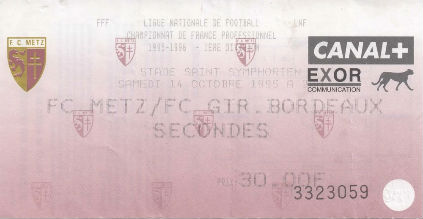 FFF LIGUE NATIONALE DE FOOTBALL LNF
CHAMPIONNAT DE FRANCE PROFESSIONNEL
1995-1996 - 1ERE DIVISION
F.C. METZ
STADE SAINT SYMPHORIEN
SAMEDI 14 OCTOBRE 1995 A
CANAL+
EXOR
COMMUNICATION
FC.METZ/FC.GIR.BORDEAUX
SECONDES
PRIX: 30.00F
3323059